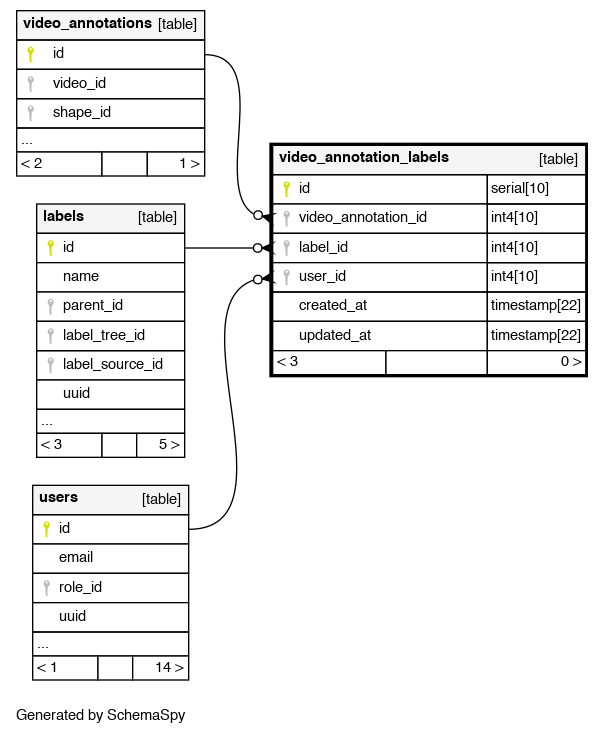 video_annotations [table]
id
video_id
shape_id
...
< 2 1 >
labels [table]
id
name
parent_id
label_tree_id
label_source_id
uuid
...
< 3 5 >
users [table]
id
email
role_id
uuid
...
< 1 14 >
video_annotation_labels [table]
id serial[10]
video_annotation_id int4[10]
label_id int4[10]
user_id int4[10]
created_at timestamp[22]
updated_at timestamp[22]
< 3 0 >
Generated by SchemaSpy